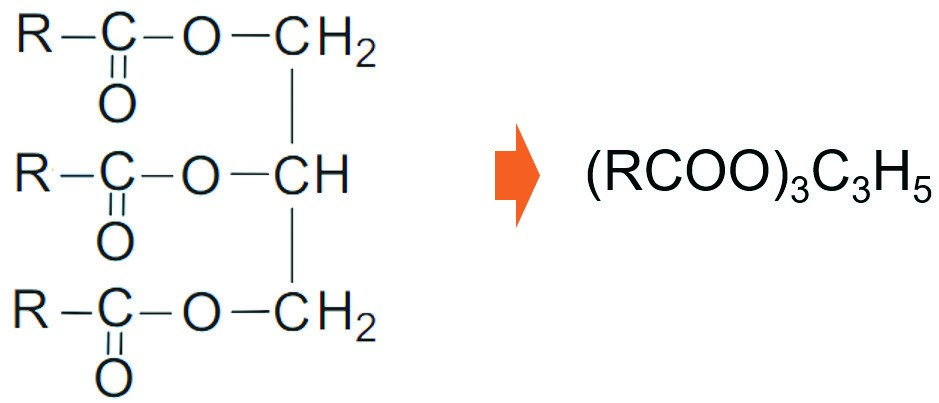 R–C–O–CH₂
O
R–C–O–CH
O
R–C–O–CH₂
O
(RCOO)₃C₃H₅